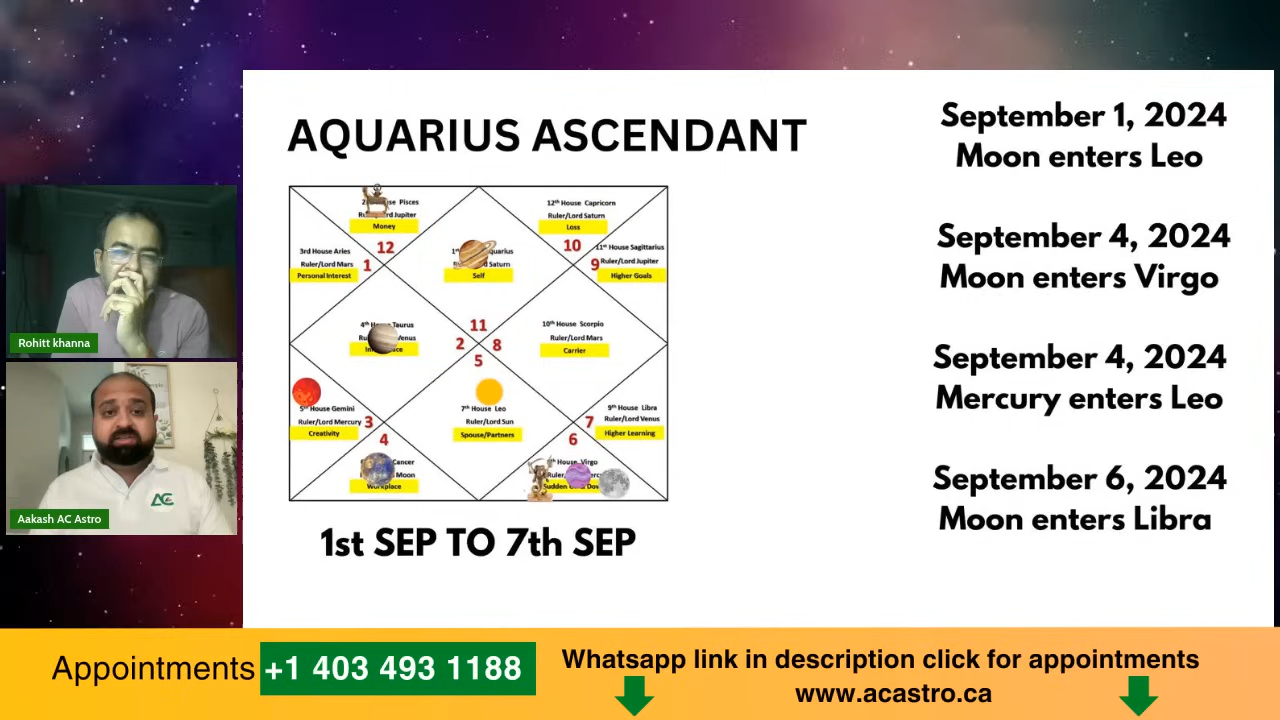 AQUARIUS ASCENDANT
September 1, 2024
Moon enters Leo
September 4, 2024
Moon enters Virgo
September 4, 2024
Mercury enters Leo
September 6, 2024
Moon enters Libra
House Pisces
Jupiter
Money
12
12th House Capricorn
Ruler/Lord Saturn
Loss
10
3rd House Aries
Ruler/Lord Mars
Personal Interest
1
Saturn
Self
11th House Sagittarius
Ruler/Lord Jupiter
Higher Goals
9
4th Taurus
11
2
8
5
10th House Scorpio
Ruler/Lord Mars
Carrier
House Gemini
Ruler/Lord Mercury
Creativity
3
4
7th House Leo
Ruler/Lord Sun
Spouse/Partners
9th House Libra
Ruler/Lord Venus
Higher Learning
7
6
Cancer
Moon
Workplace
Virgo
1st SEP TO 7th SEP
Rohitt khanna
AC
Aakash AC Astro
Appointments +1 403 493 1188
Whatsapp link in description click for appointments
www.acastro.ca